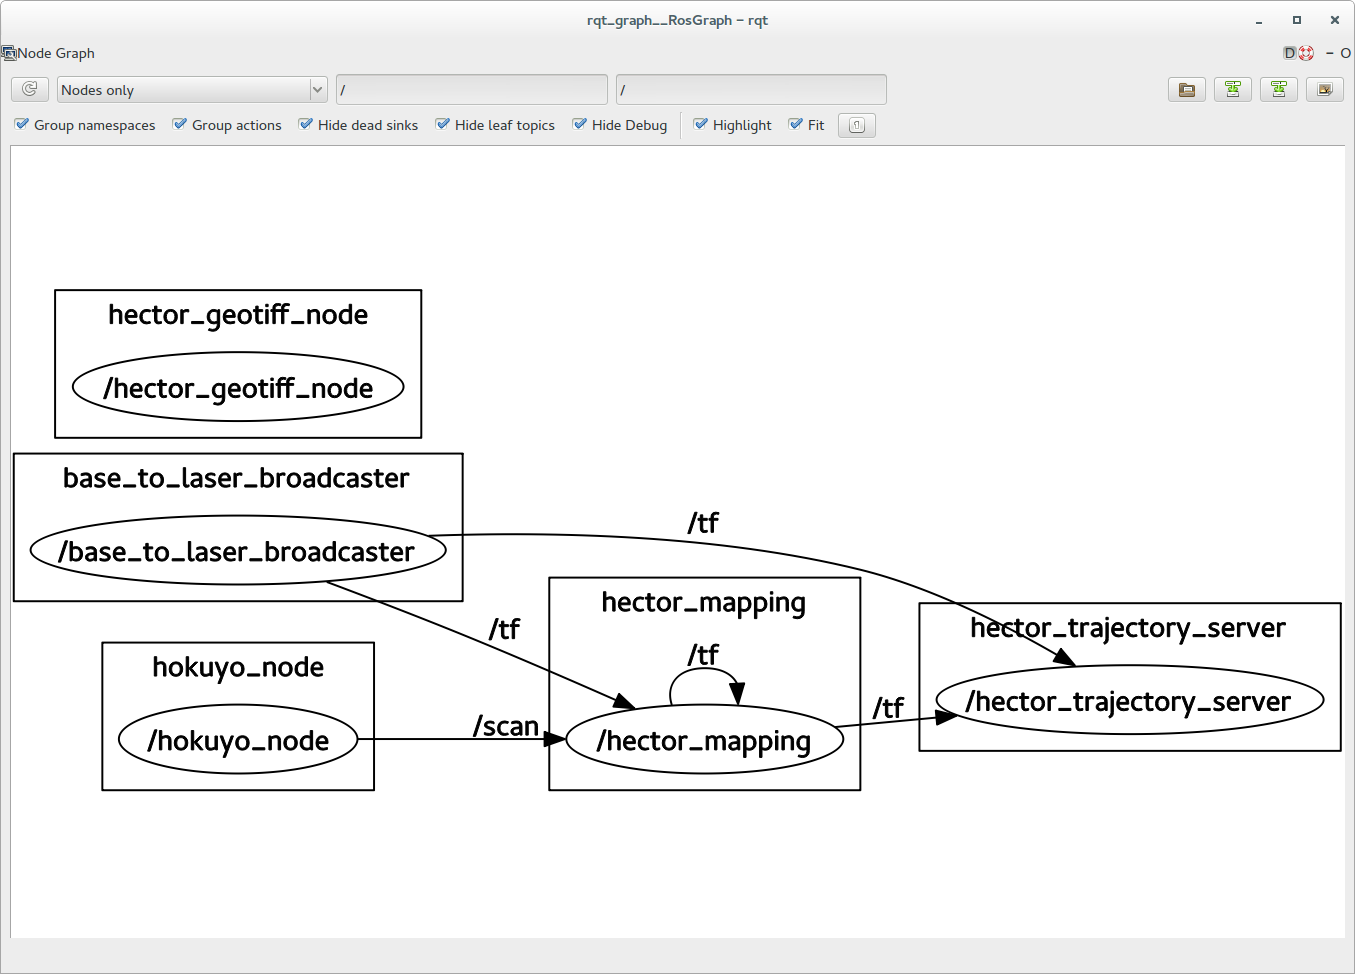 rqt_graph__RosGraph - rqt
Node Graph
D
- O
Nodes only
/
/
Group namespaces
Group actions
Hide dead sinks
Hide leaf topics
Hide Debug
Highlight
Fit
hector_geotiff_node
/hector_geotiff_node
base_to_laser_broadcaster
/base_to_laser_broadcaster
/tf
/tf
hector_mapping
/tf
/hector_mapping
hector_trajectory_server
/hector_trajectory_server
/tf
hokuyo_node
/hokuyo_node
/scan